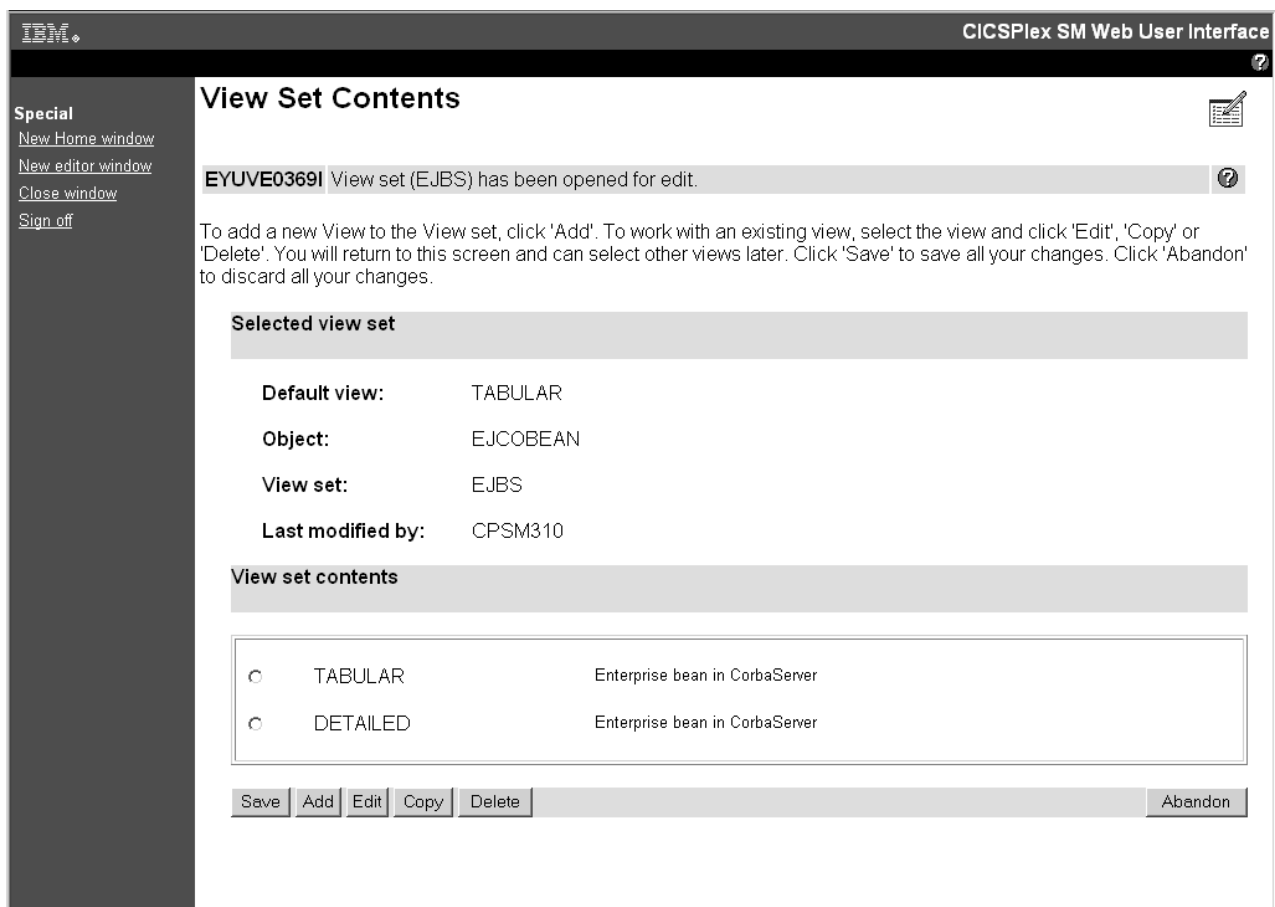 IBM®
CICSPlex SM Web User Interface
?
Special
New Home window
New editor window
Close window
Sign off
View Set Contents
EYUVE0369I View set (EJBS) has been opened for edit. ?
To add a new View to the View set, click 'Add'. To work with an existing view, select the view and click 'Edit', 'Copy' or
'Delete'. You will return to this screen and can select other views later. Click 'Save' to save all your changes. Click 'Abandon'
to discard all your changes.
Selected view set
Default view: TABULAR
Object: EJCOBEAN
View set: EJBS
Last modified by: CPSM310
View set contents
TABULAR Enterprise bean in CorbaServer
DETAILED Enterprise bean in CorbaServer
Save Add Edit Copy Delete Abandon